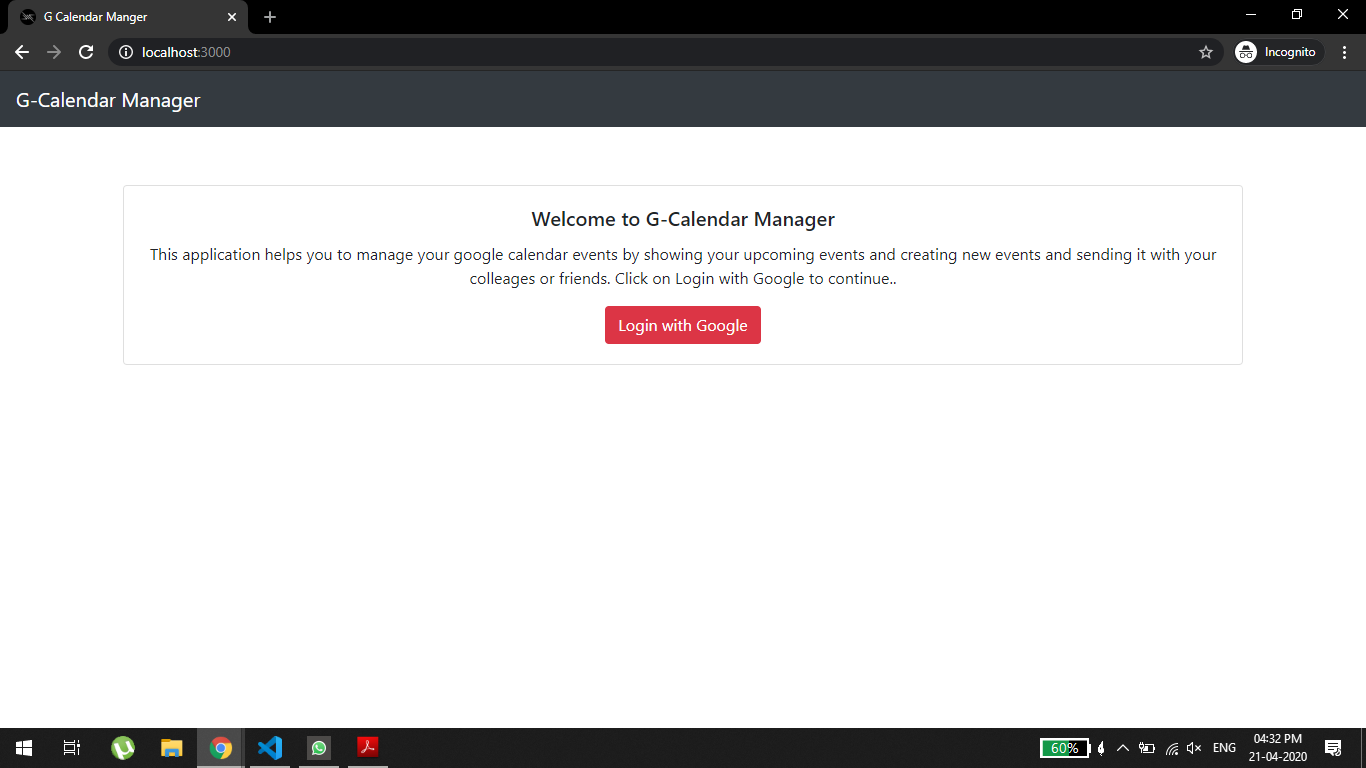 G Calendar Manger
localhost:3000
Incognito
G-Calendar Manager
Welcome to G-Calendar Manager
This application helps you to manage your google calendar events by showing your upcoming events and creating new events and sending it with your
colleages or friends. Click on Login with Google to continue..
Login with Google
60%
ENG
04:32 PM
21-04-2020